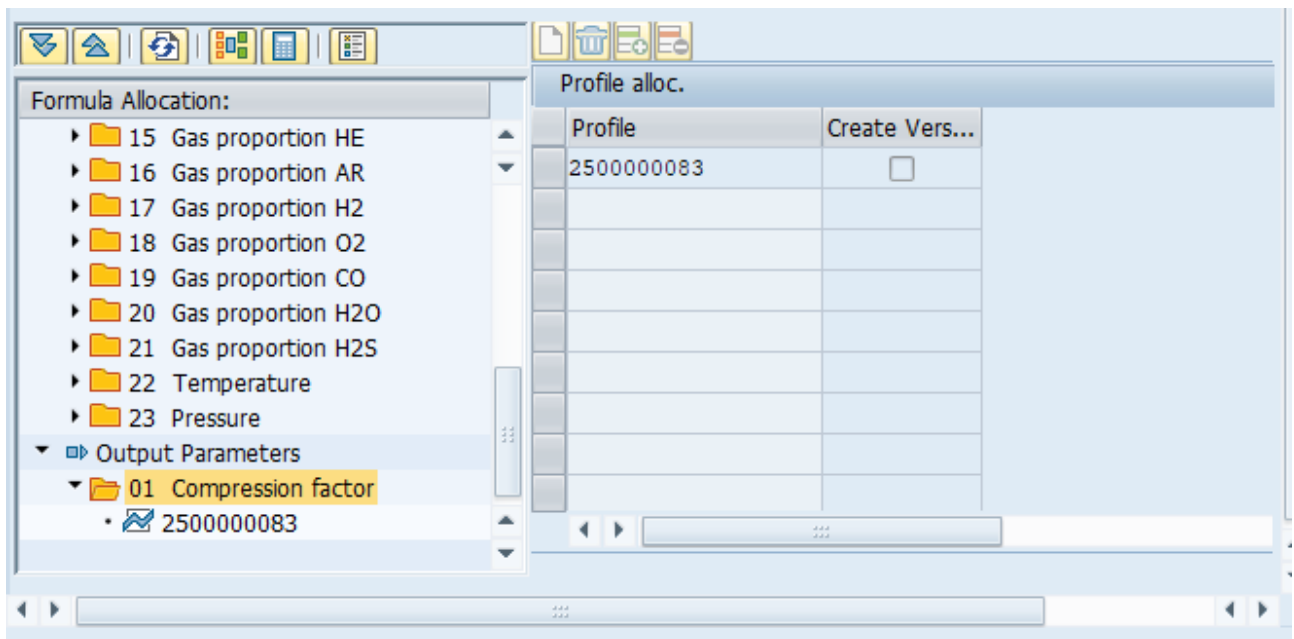 Formula Allocation:
15 Gas proportion HE
16 Gas proportion AR
17 Gas proportion H2
18 Gas proportion O2
19 Gas proportion CO
20 Gas proportion H2O
21 Gas proportion H2S
22 Temperature
23 Pressure
Output Parameters
01 Compression factor
2500000083
Profile alloc.
Profile Create Vers...
2500000083